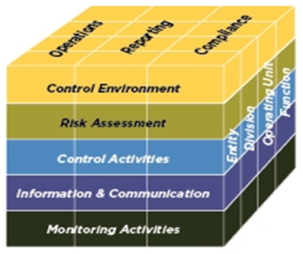 Operations
Reporting
Compliance
Control Environment
Risk Assessment
Control Activities
Information & Communication
Monitoring Activities
Entity
Division
Operating Unit
Function